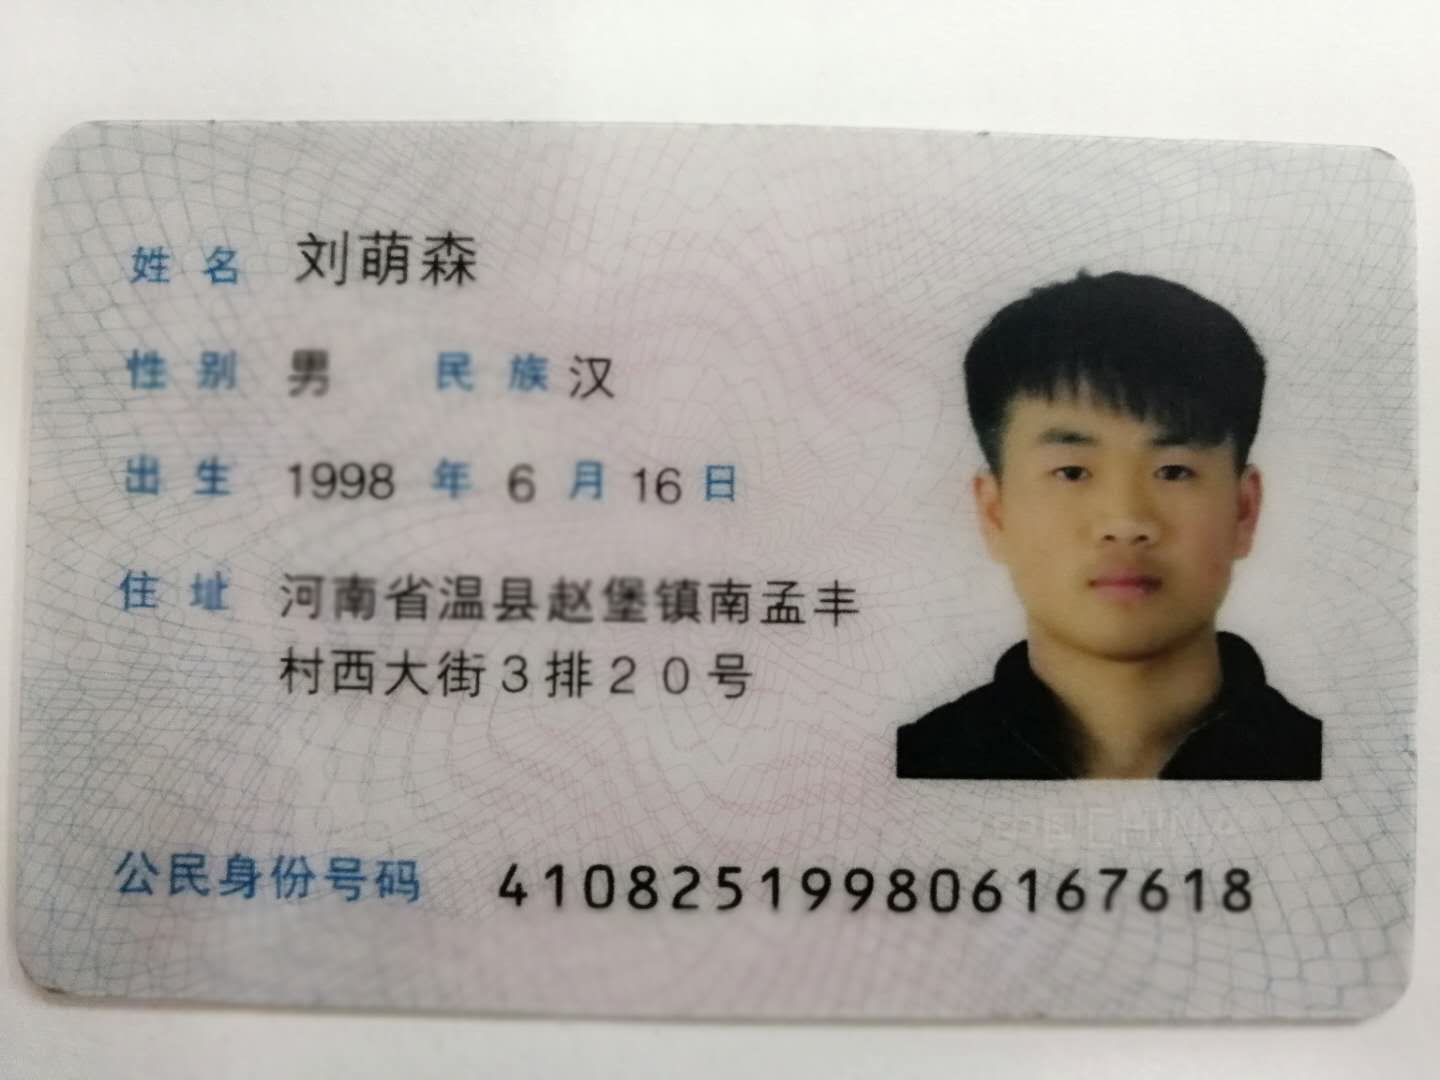 姓名 刘萌森
性别 男 民族 汉
出生 1998 年 6 月 16 日
住址 河南省温县赵堡镇南孟丰
村西大街3排20号
公民身份号码 410825199806167618